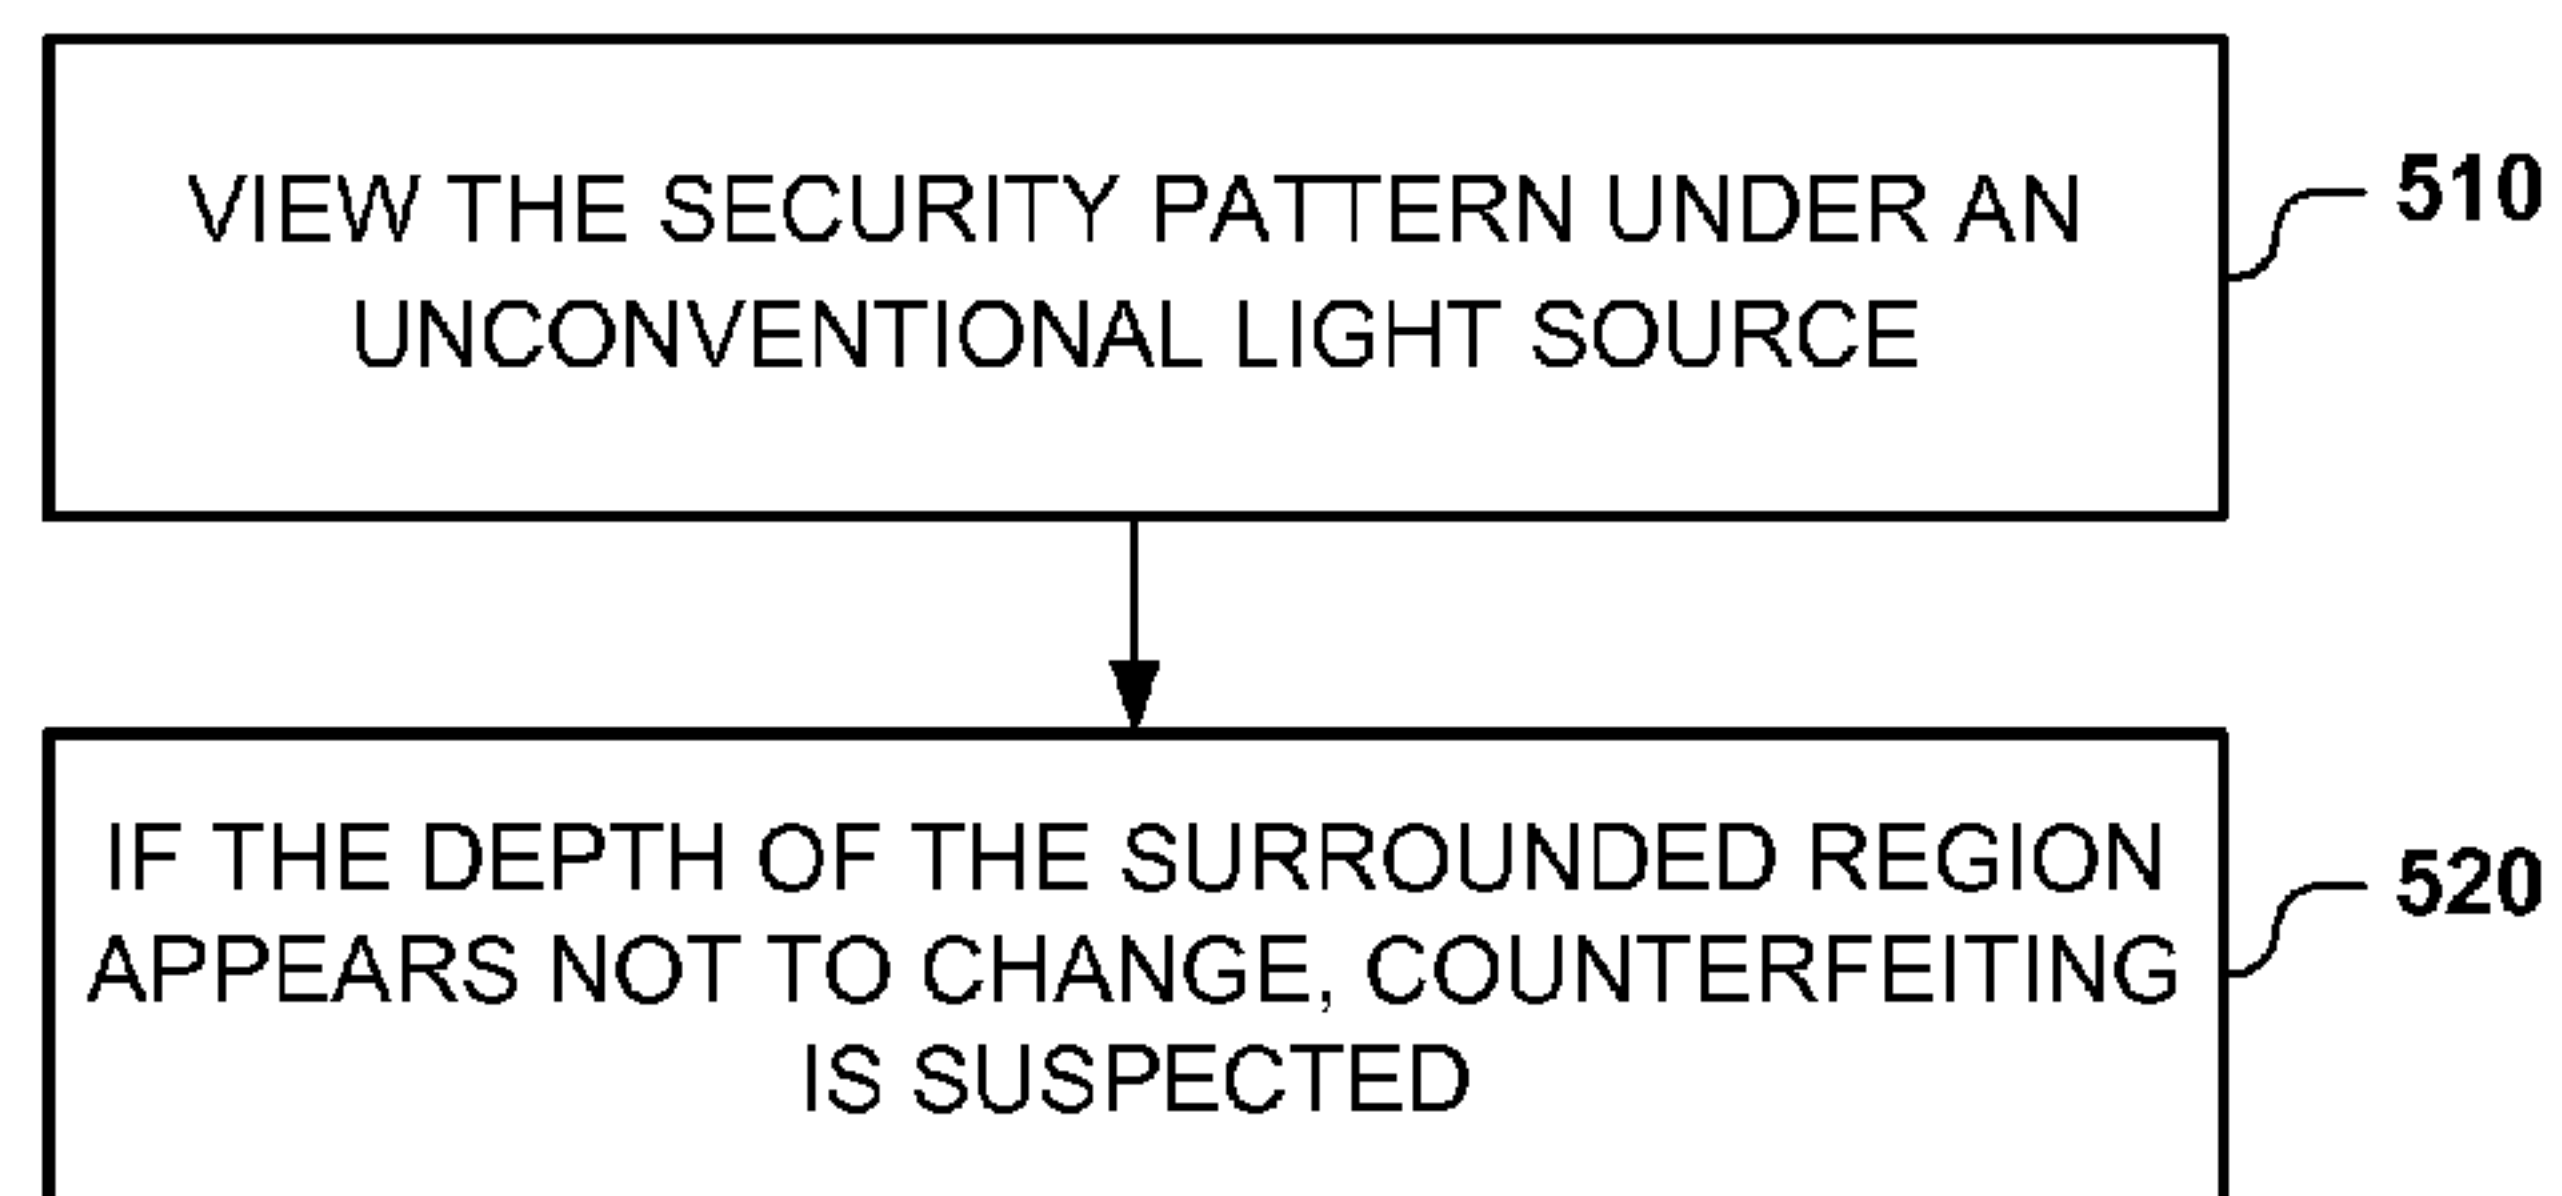 VIEW THE SECURITY PATTERN UNDER AN
UNCONVENTIONAL LIGHT SOURCE
510
IF THE DEPTH OF THE SURROUNDED REGION
APPEARS NOT TO CHANGE, COUNTERFEITING
IS SUSPECTED
520